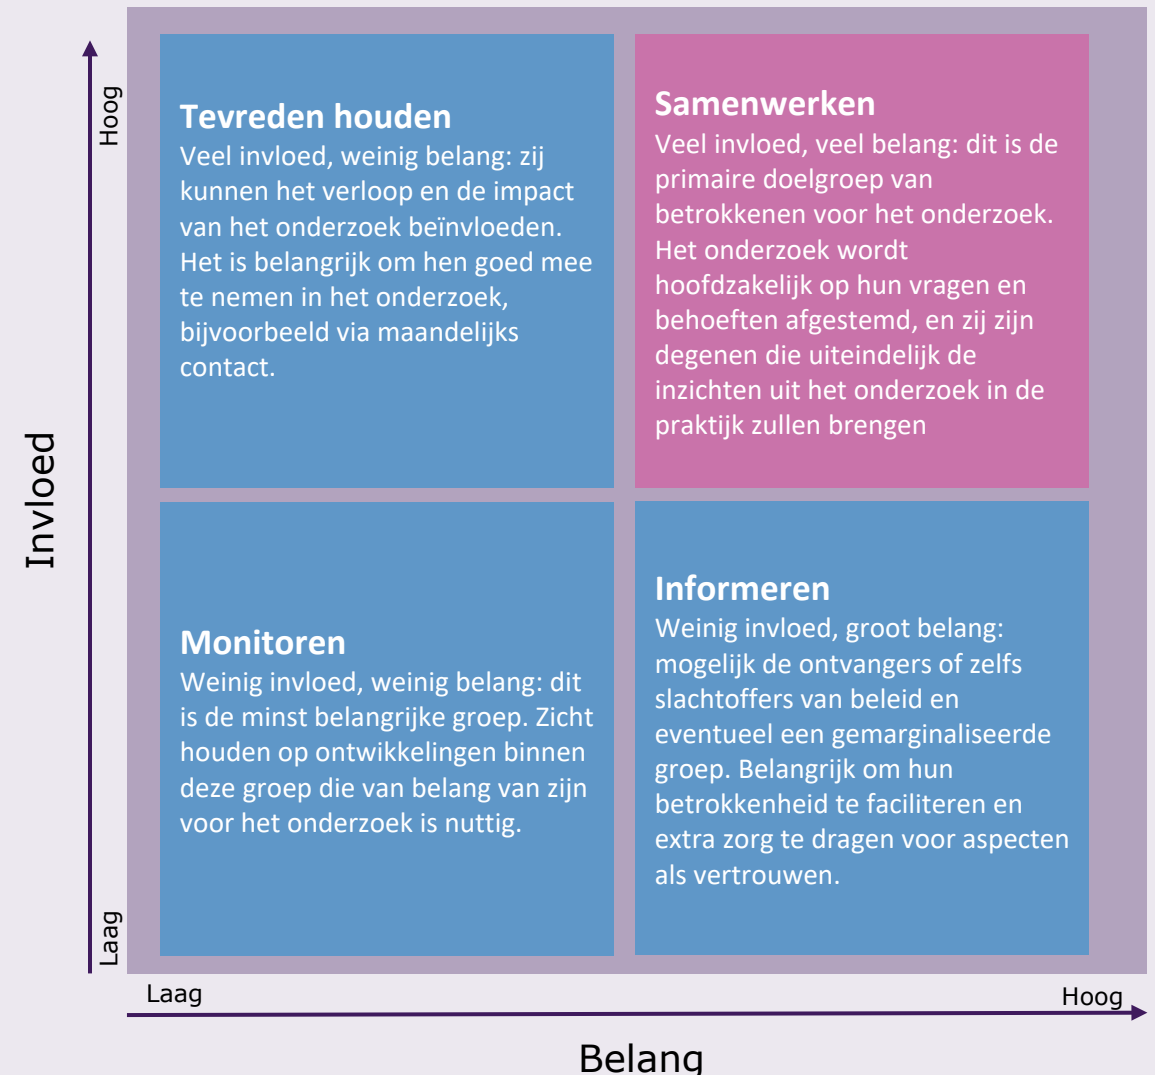 Invloed
Hoog
Laag
Tevreden houden
Veel invloed, weinig belang: zij
kunnen het verloop en de impact
van het onderzoek beïnvloeden.
Het is belangrijk om hen goed mee
te nemen in het onderzoek,
bijvoorbeeld via maandelijks
contact.
Samenwerken
Veel invloed, veel belang: dit is de
primaire doelgroep van
betrokkenen voor het onderzoek.
Het onderzoek wordt
hoofdzakelijk op hun vragen en
behoeften afgestemd, en zij zijn
degenen die uiteindelijk de
inzichten uit het onderzoek in de
praktijk zullen brengen
Monitoren
Weinig invloed, weinig belang: dit
is de minst belangrijke groep. Zicht
houden op ontwikkelingen binnen
deze groep die van belang van zijn
voor het onderzoek is nuttig.
Informeren
Weinig invloed, groot belang:
mogelijk de ontvangers of zelfs
slachtoffers van beleid en
eventueel een gemarginaliseerde
groep. Belangrijk om hun
betrokkenheid te faciliteren en
extra zorg te dragen voor aspecten
als vertrouwen.
Laag
Hoog
Belang